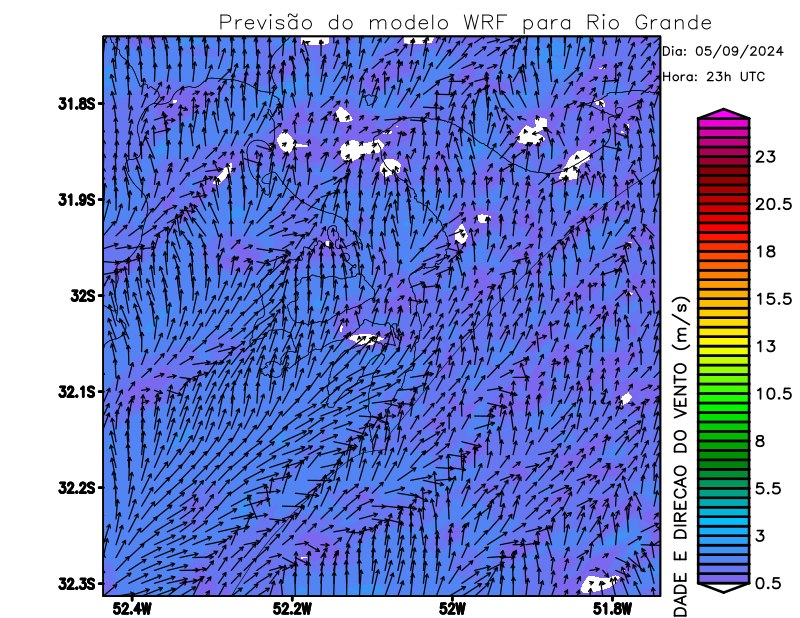 Previsão do modelo WRF para Rio Grande
Dia: 05/09/2024
Hora: 23h UTC
31.8S
31.9S
32S
32.1S
32.2S
32.3S
52.4W
52.2W
52W
51.8W
23
20.5
18
15.5
13
10.5
8
5.5
3
0.5
DADE E DIRECAO DO VENTO (m/s)